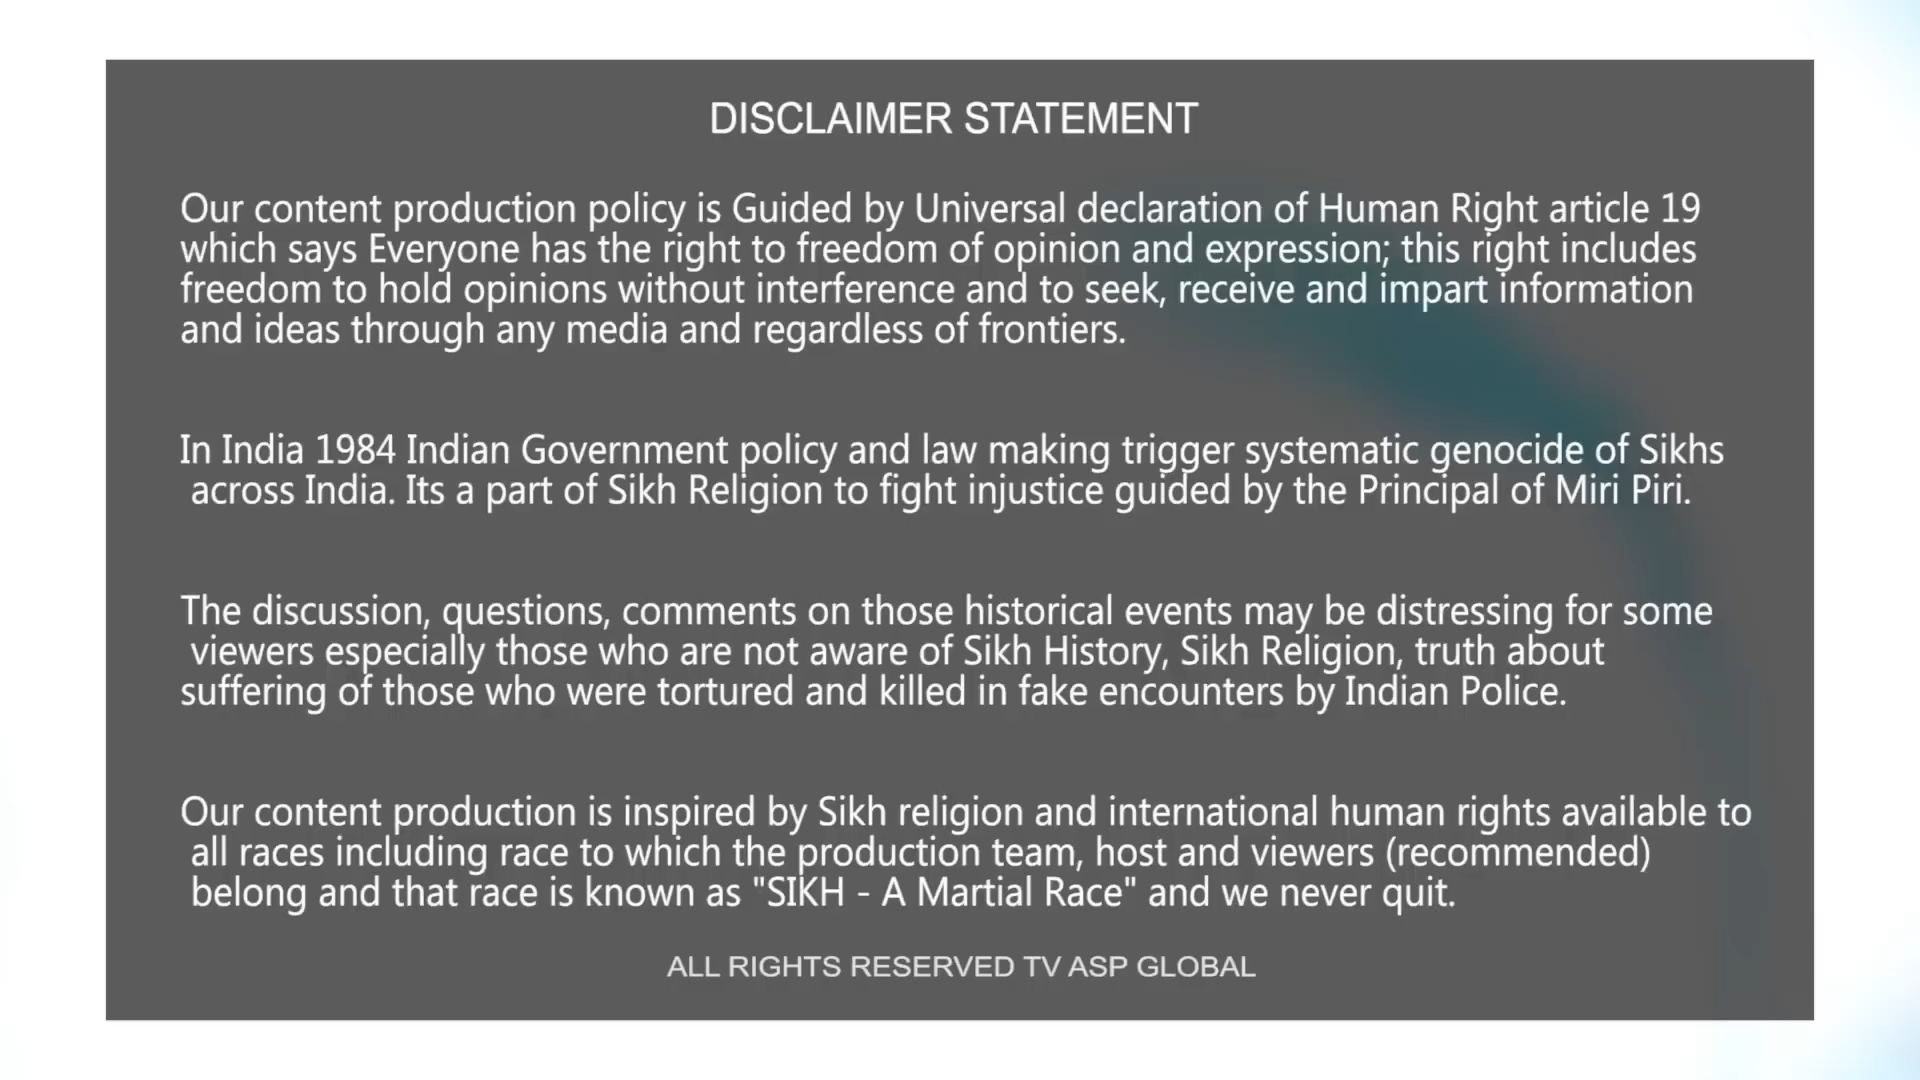 DISCLAIMER STATEMENT
Our content production policy is Guided by Universal declaration of Human Right article 19
which says Everyone has the right to freedom of opinion and expression; this right includes
freedom to hold opinions without interference and to seek, receive and impart information
and ideas through any media and regardless of frontiers.
In India 1984 Indian Government policy and law making trigger systematic genocide of Sikhs
across India. Its a part of Sikh Religion to fight injustice guided by the Principal of Miri Piri.
The discussion, questions, comments on those historical events may be distressing for some
viewers especially those who are not aware of Sikh History, Sikh Religion, truth about
suffering of those who were tortured and killed in fake encounters by Indian Police.
Our content production is inspired by Sikh religion and international human rights available to
all races including race to which the production team, host and viewers (recommended)
belong and that race is known as "SIKH - A Martial Race" and we never quit.
ALL RIGHTS RESERVED TV ASP GLOBAL